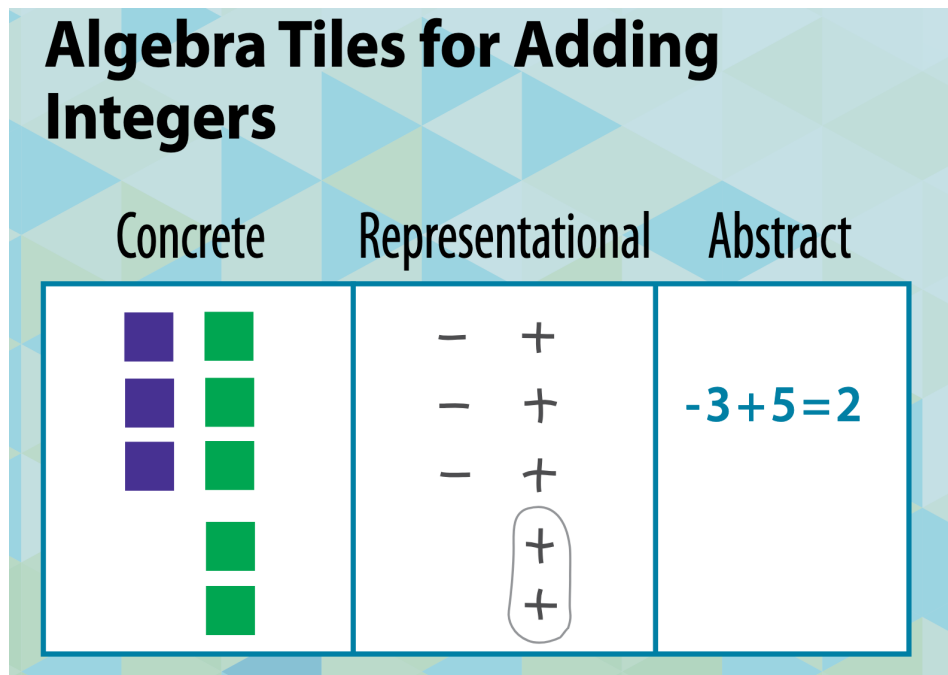 Algebra Tiles for Adding
Integers
Concrete Representational Abstract
- +
- +
- +
+
+
-3+5=2